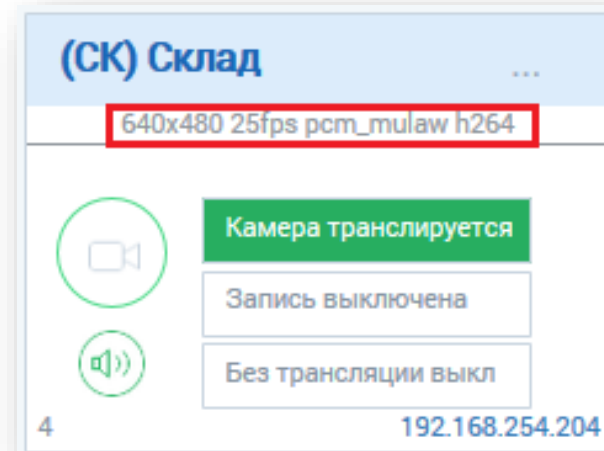 (СК) Склад ...
640x480 25fps pcm_mulaw h264
Камера транслируется
Запись выключена
Без трансляции выкл
4 192.168.254.204